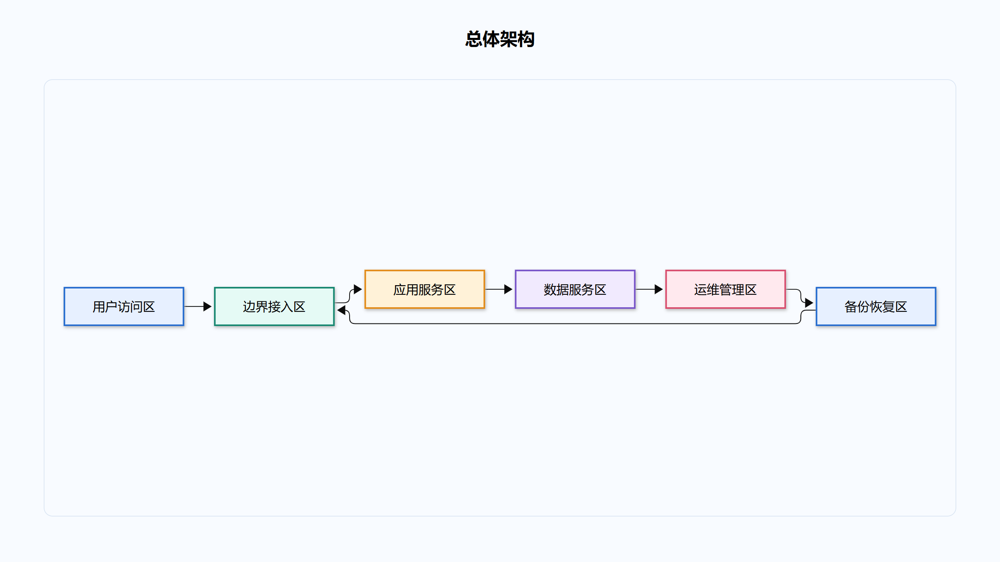 总体架构
用户访问区
边界接入区
应用服务区
数据服务区
运维管理区
备份恢复区